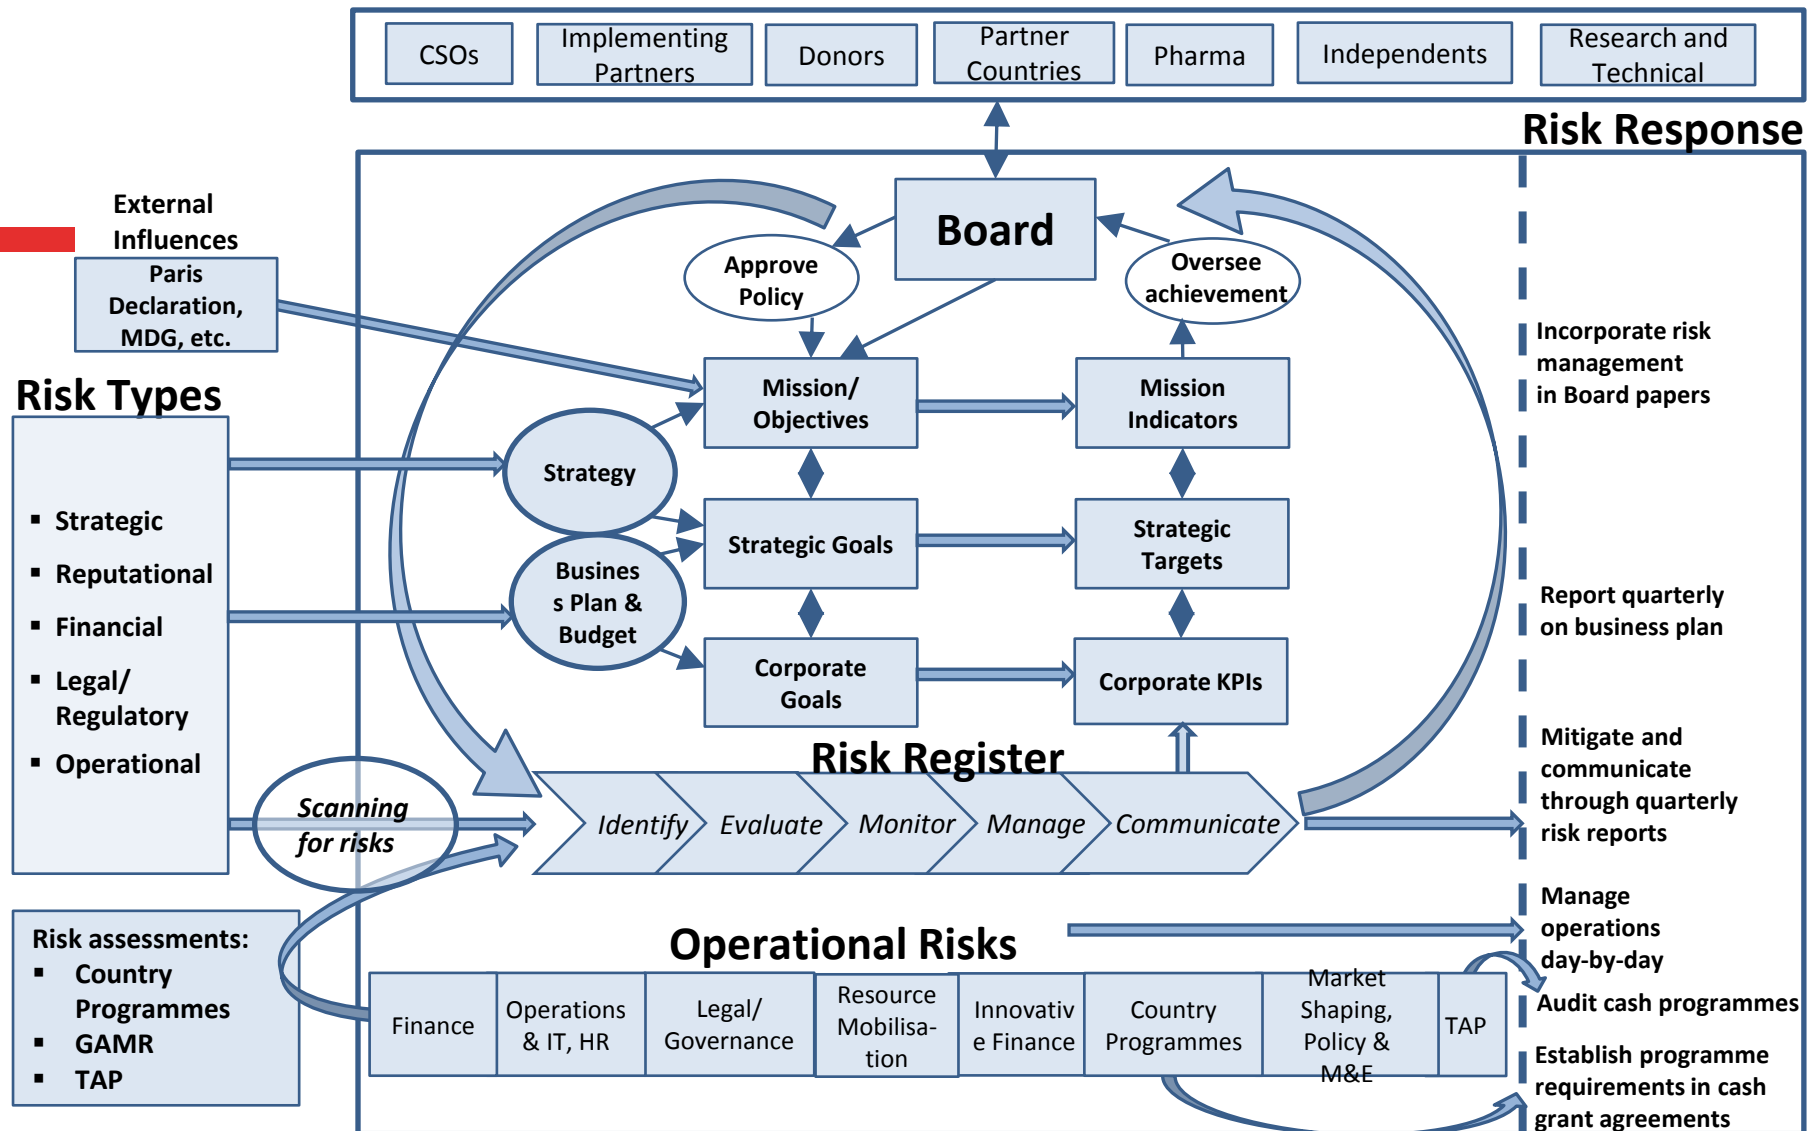 CSOs
Implementing
Partners
Donors
Partner
Countries
Pharma
Independents
Research and
Technical
Risk Response
External
Influences
Paris
Declaration,
MDG, etc.
Board
Approve
Policy
Oversee
achievement
Incorporate risk
management
in Board papers
Risk Types
▪ Strategic
▪ Reputational
▪ Financial
▪ Legal/
Regulatory
▪ Operational
Strategy
Busines
s Plan &
Budget
Mission/
Objectives
Mission
Indicators
Strategic Goals
Strategic
Targets
Corporate
Goals
Corporate KPIs
Report quarterly
on business plan
Risk Register
Scanning
for risks
Identify
Evaluate
Monitor
Manage
Communicate
Mitigate and
communicate
through quarterly
risk reports
Risk assessments:
▪ Country
Programmes
▪ GAMR
▪ TAP
Operational Risks
Manage
operations
day-by-day
Finance
Operations
& IT, HR
Legal/
Governance
Resource
Mobilisa-
tion
Innovativ
e Finance
Country
Programmes
Market
Shaping,
Policy &
M&E
TAP
Audit cash programmes
Establish programme
requirements in cash
grant agreements